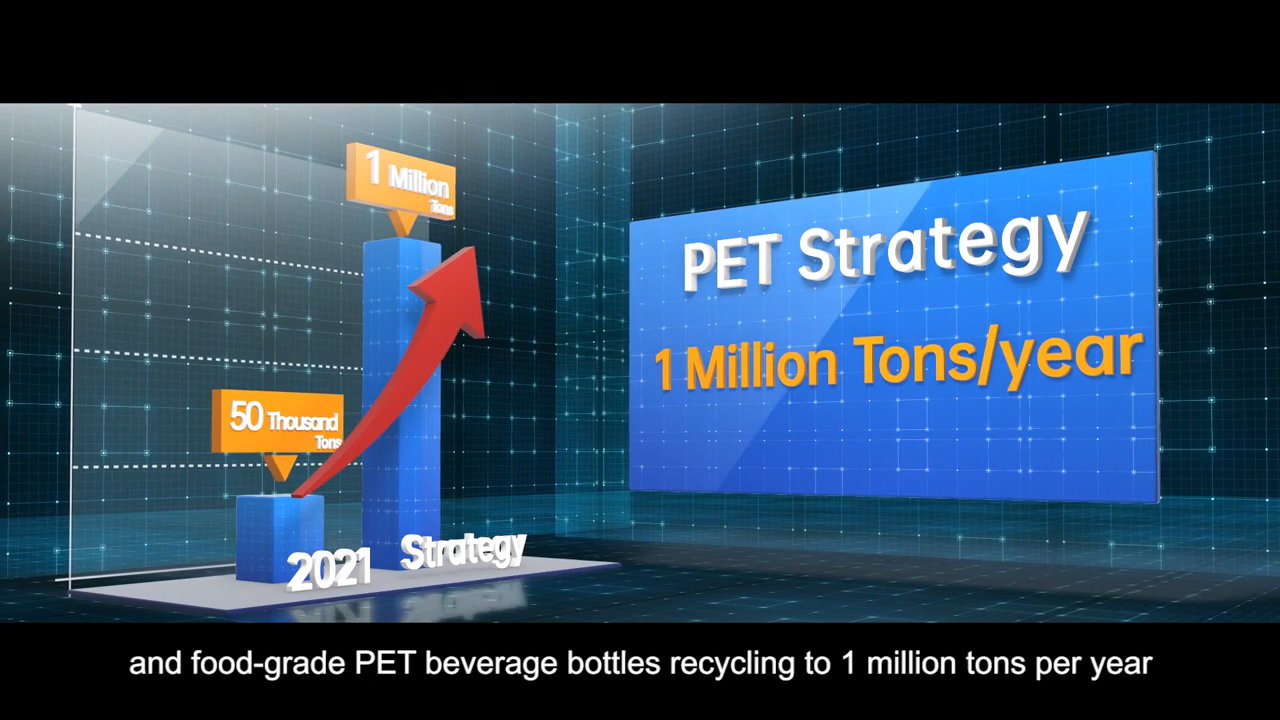 1 Million
Tons
50 Thousand
Tons
2021 Strategy
PET Strategy
1 Million Tons/year
and food-grade PET beverage bottles recycling to 1 million tons per year